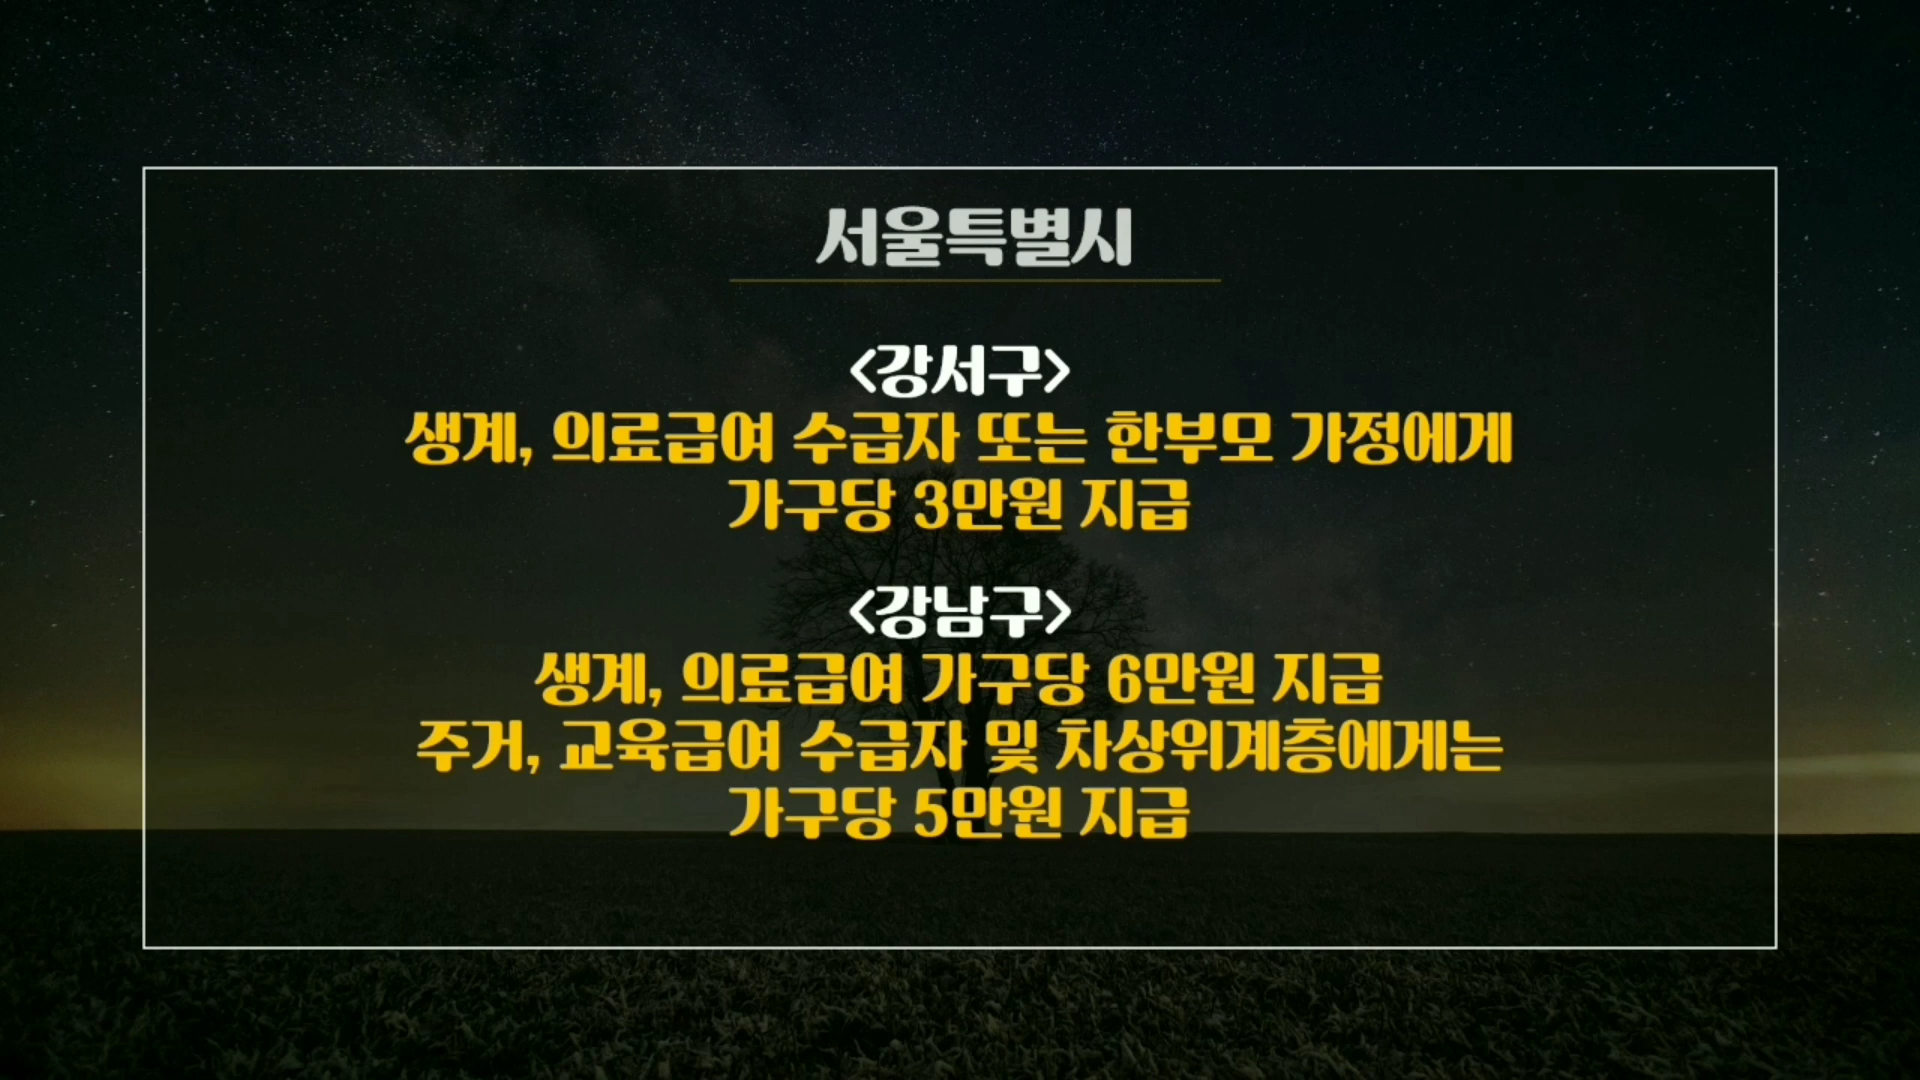 서울특별시
<강서구>
생계, 의료급여 수급자 또는 한부모 가정에게
가구당 3만원 지급
<강남구>
생계, 의료급여 가구당 6만원 지급
주거, 교육급여 수급자 및 차상위계층에게는
가구당 5만원 지급